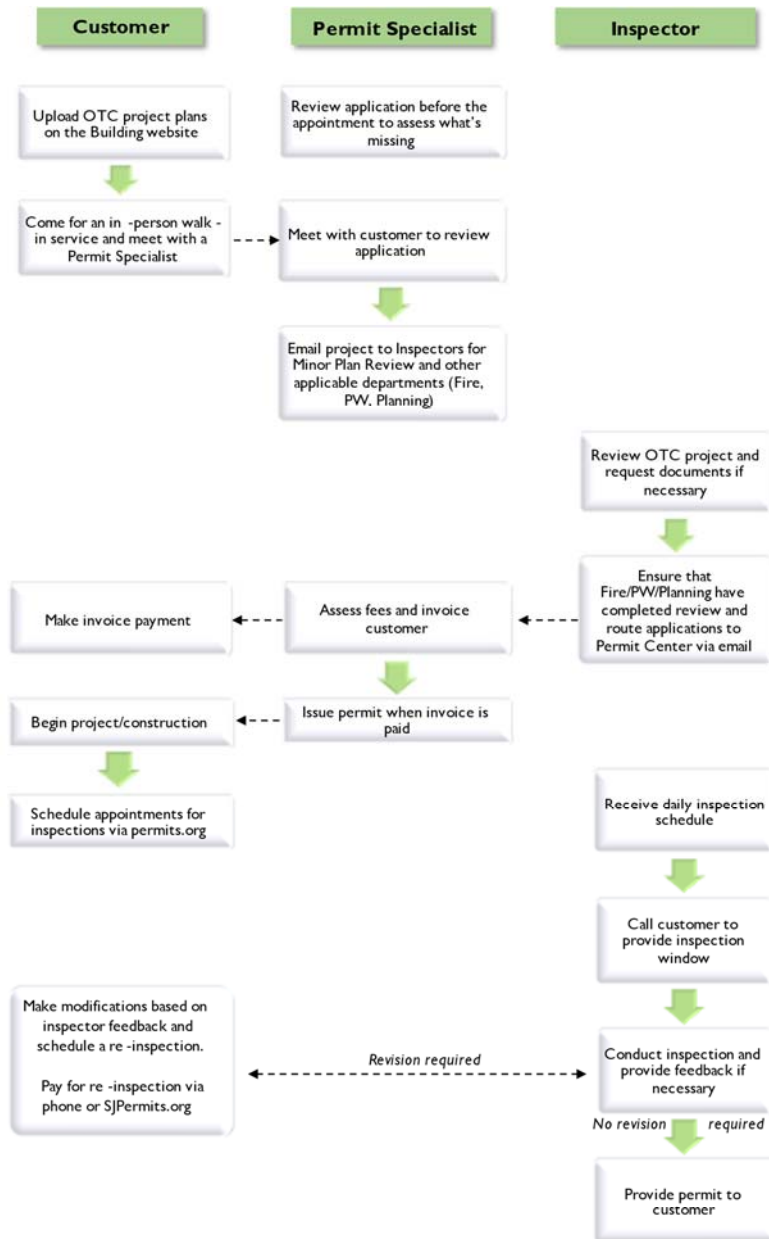 Customer
Permit Specialist
Inspector
Upload OTC project plans
on the Building website
Review application before the
appointment to assess what's
missing
Come for an in -person walk -
in service and meet with a
Permit Specialist
Meet with customer to review
application
Email project to Inspectors for
Minor Plan Review and other
applicable departments (Fire,
PW, Planning)
Review OTC project and
request documents if
necessary
Ensure that
Fire/PW/Planning have
completed review and
route applications to
Permit Center via email
Assess fees and invoice
customer
Make invoice payment
Issue permit when invoice is
paid
Begin project/construction
Schedule appointments for
inspections via permits.org
Receive daily inspection
schedule
Call customer to
provide inspection
window
Make modifications based on
inspector feedback and
schedule a re -inspection.
Pay for re -inspection via
phone or SJPermits.org
Revision required
Conduct inspection and
provide feedback if
necessary
No revision required
Provide permit to
customer